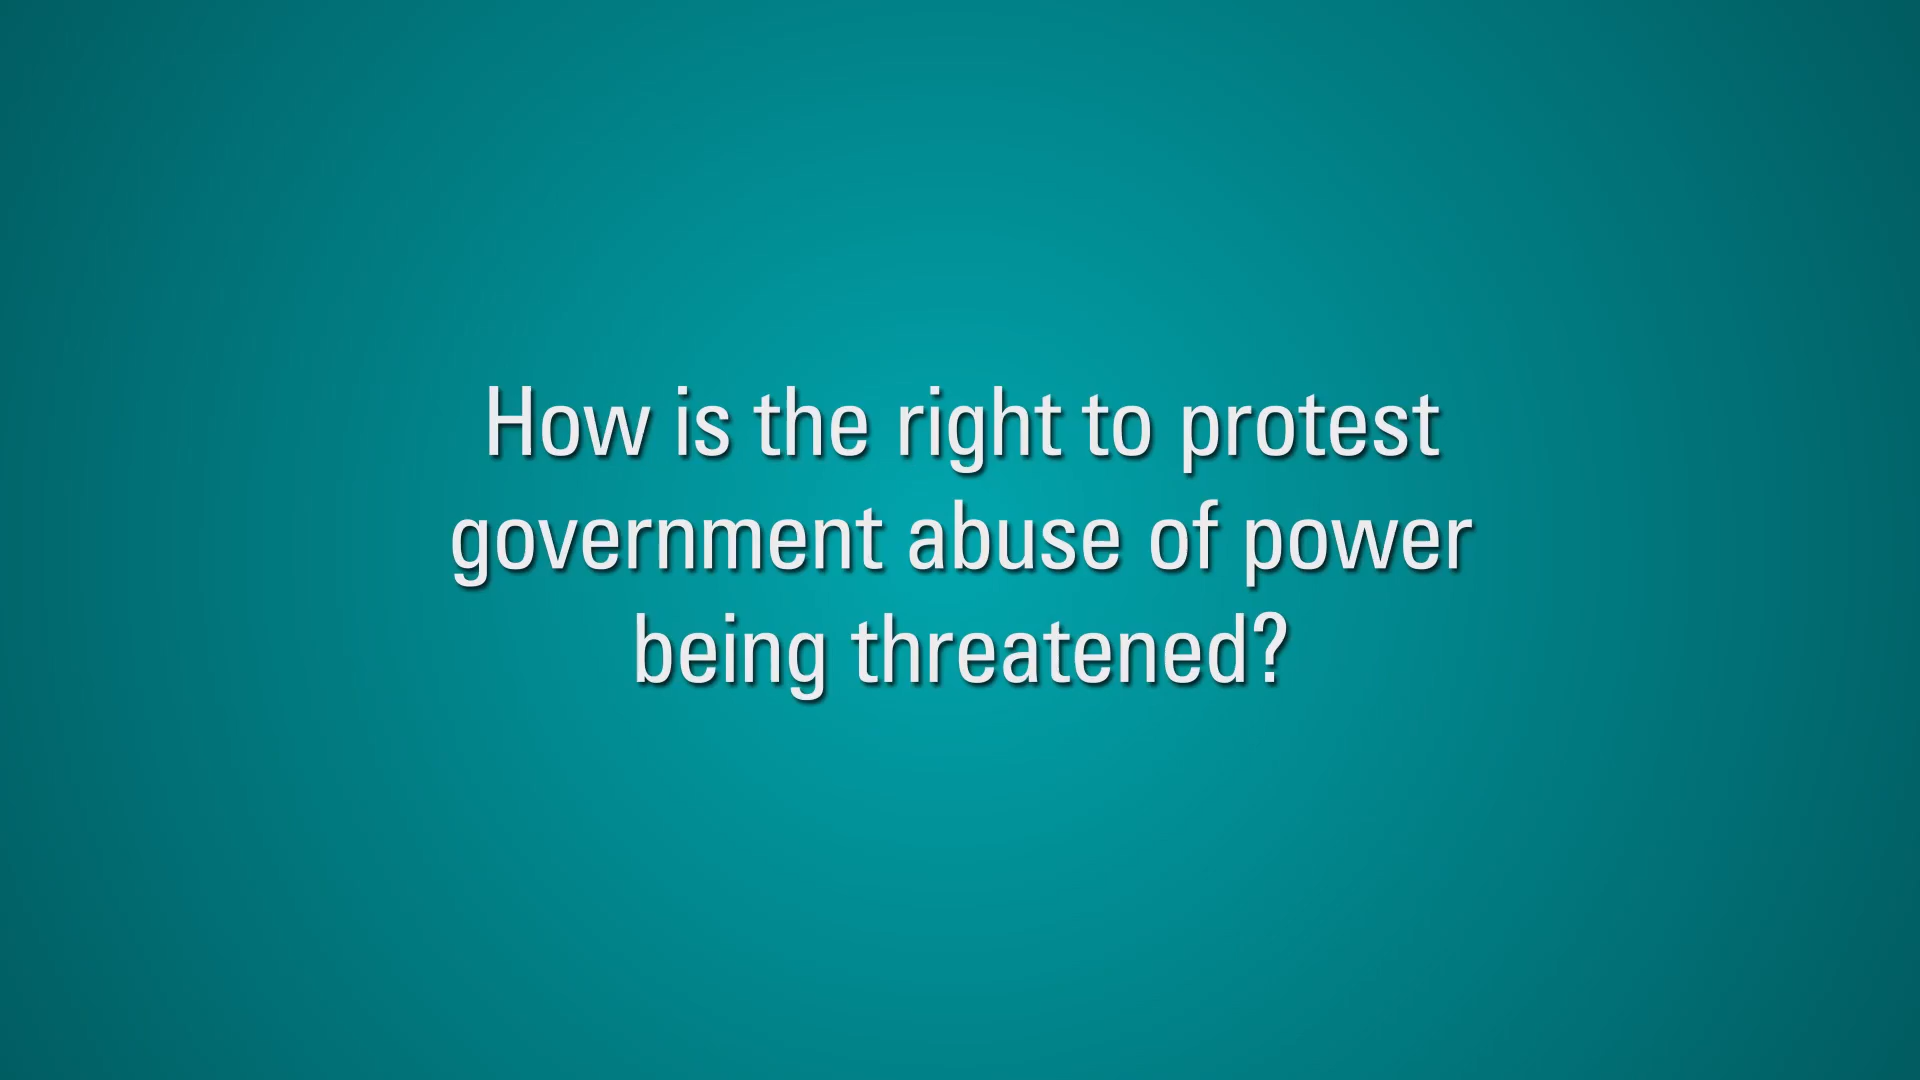 How is the right to protest
government abuse of power
being threatened?